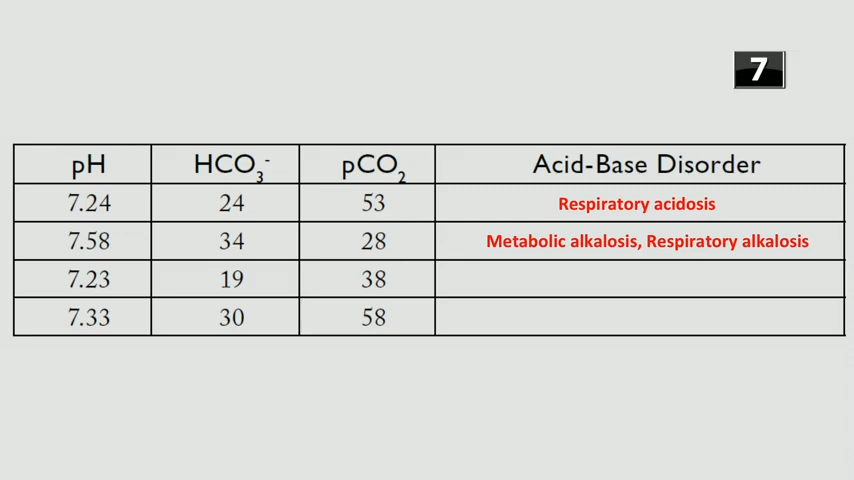 7
pH HCO3- pCO2 Acid-Base Disorder
7.24 24 53 Respiratory acidosis
7.58 34 28 Metabolic alkalosis, Respiratory alkalosis
7.23 19 38
7.33 30 58